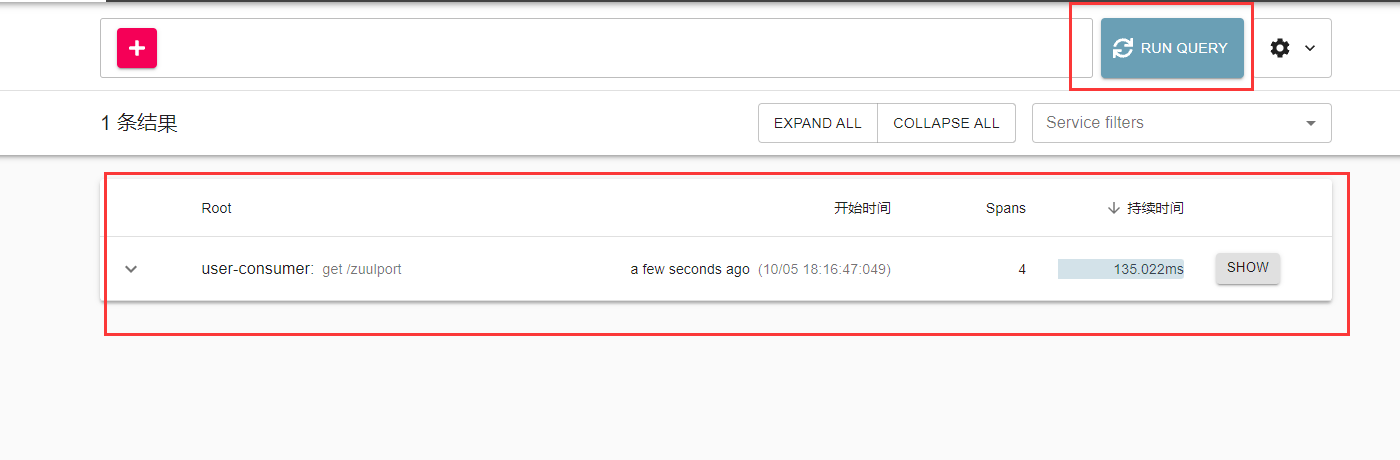 RUN QUERY
1 条结果
EXPAND ALL COLLAPSE ALL Service filters
Root 开始时间 Spans 持续时间
user-consumer: get /zuulport a few seconds ago (10/05 18:16:47:049) 4 135.022ms SHOW